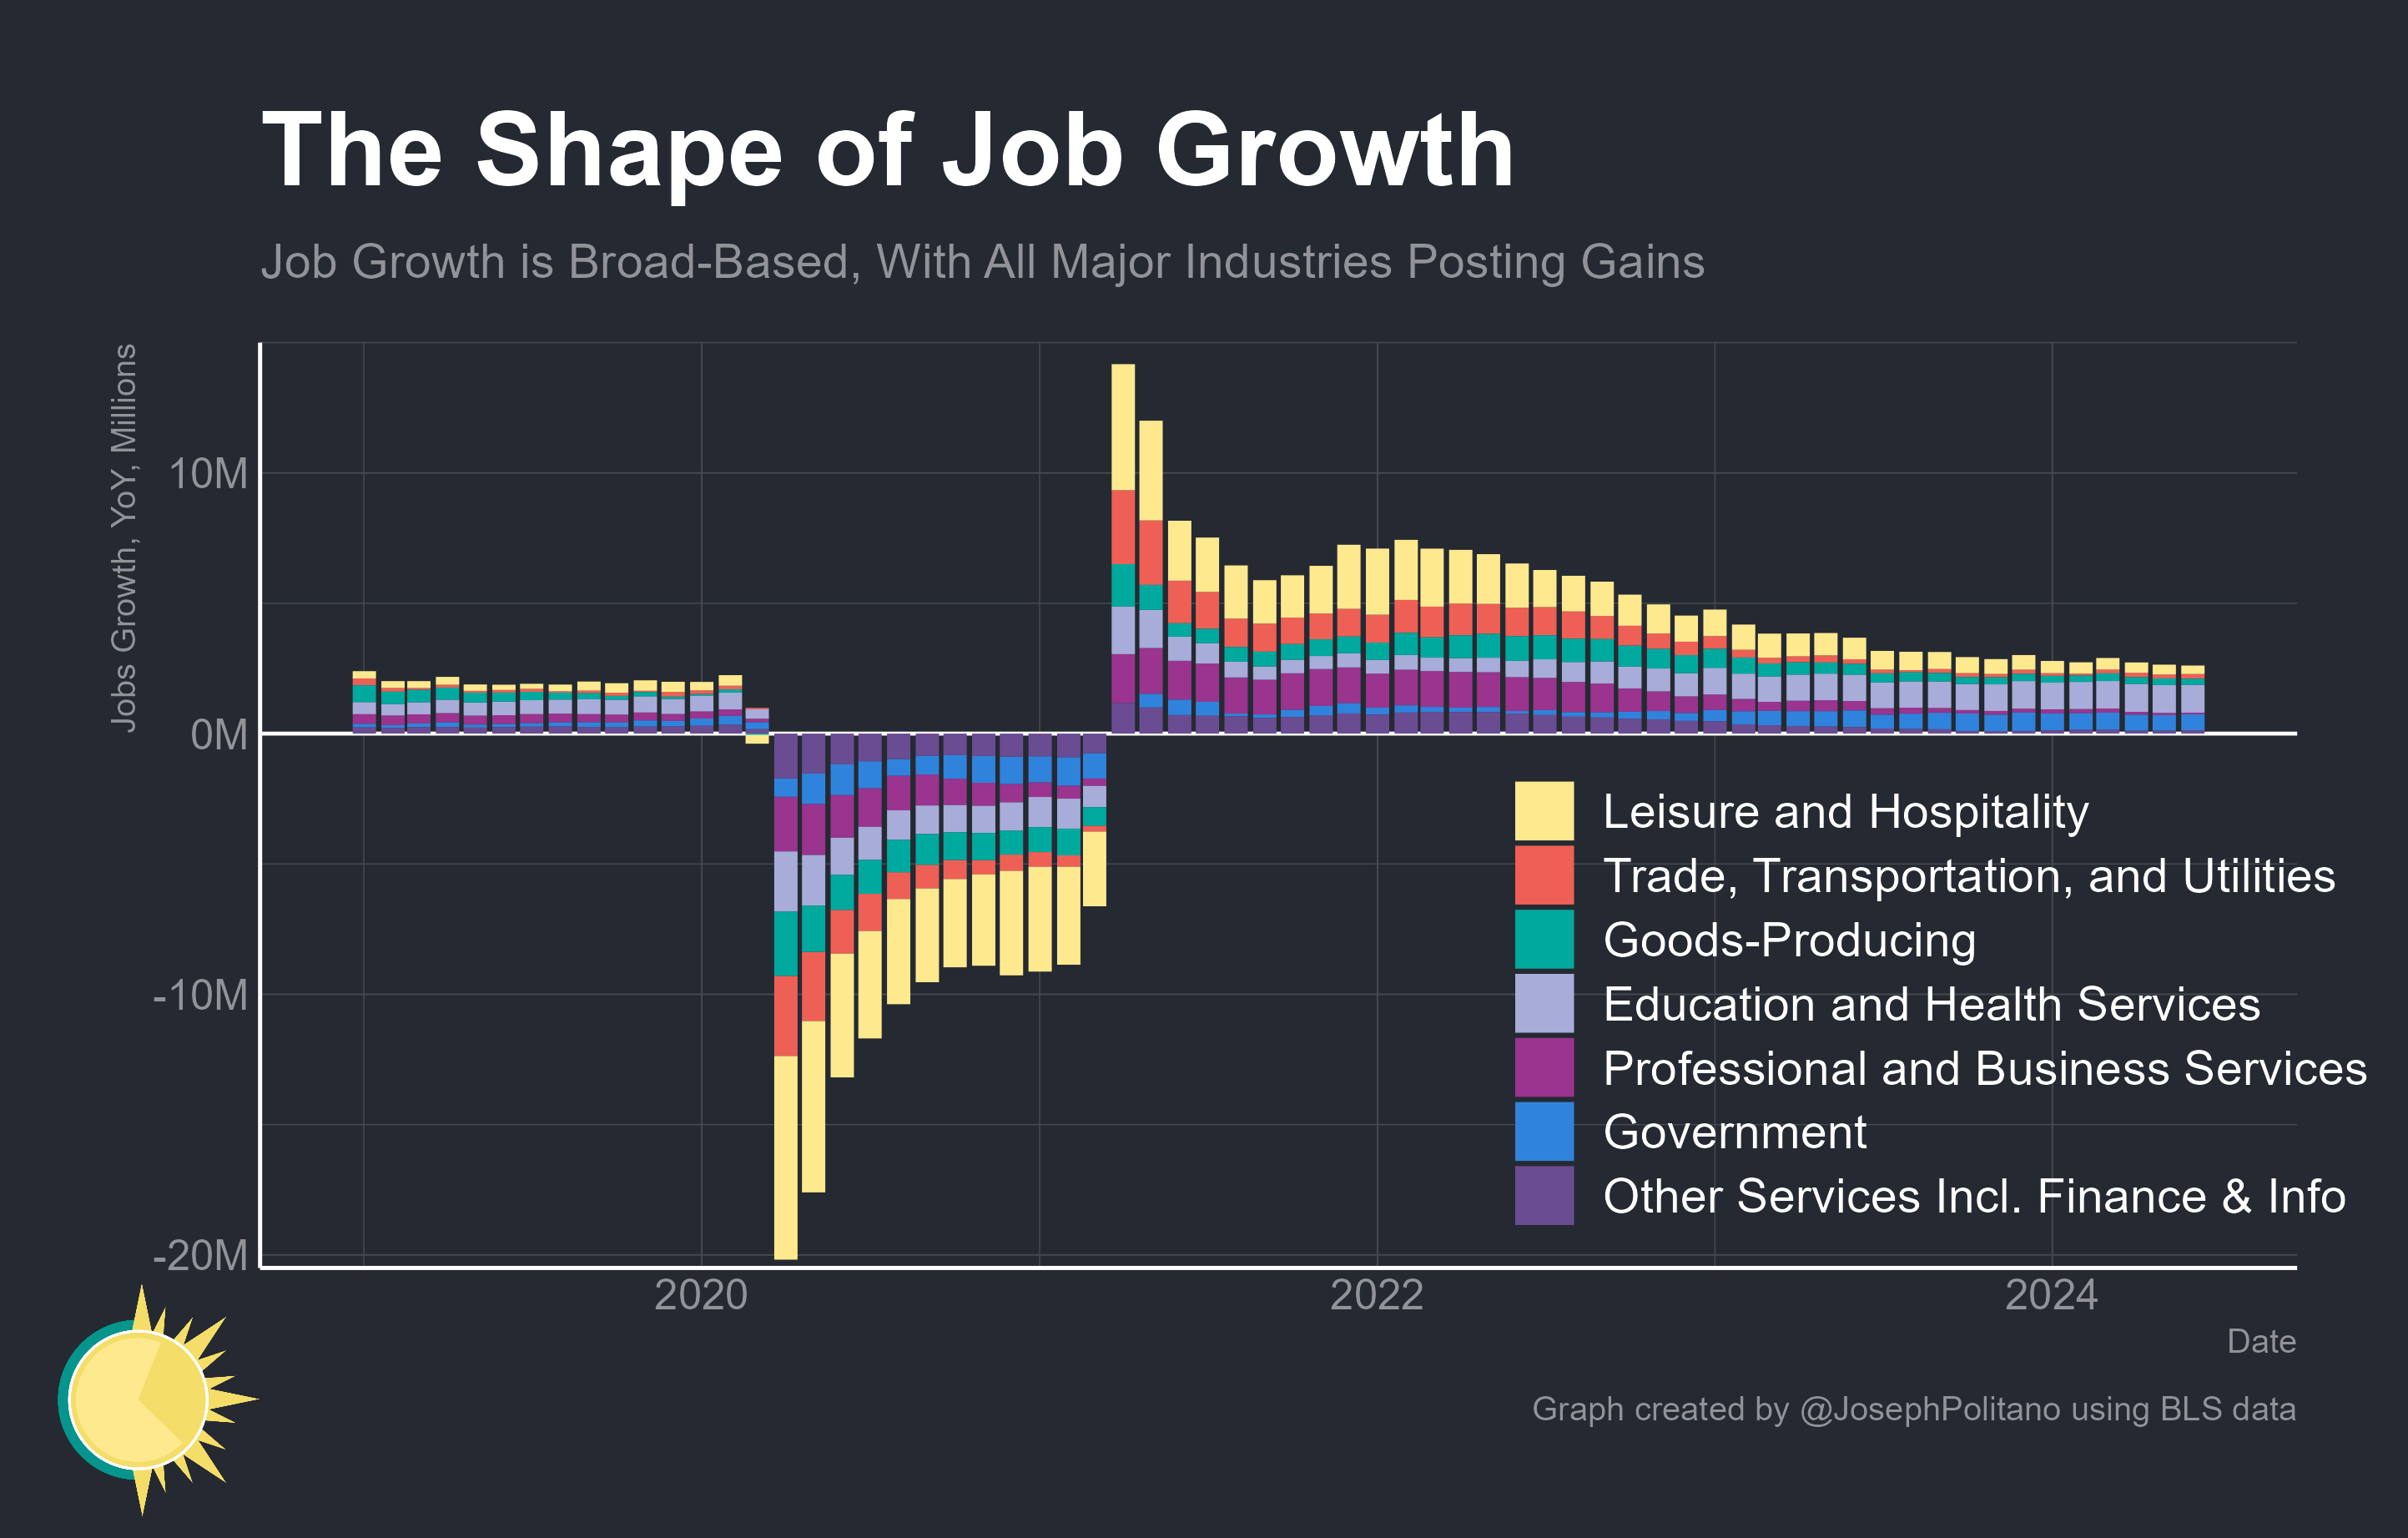 The Shape of Job Growth
Job Growth is Broad-Based, With All Major Industries Posting Gains
Jobs Growth, YoY, Millions
10M
0M
-10M
-20M
Leisure and Hospitality
Trade, Transportation, and Utilities
Goods-Producing
Education and Health Services
Professional and Business Services
Government
Other Services Incl. Finance & Info
2020
2022
2024
Date
Graph created by @JosephPolitano using BLS data